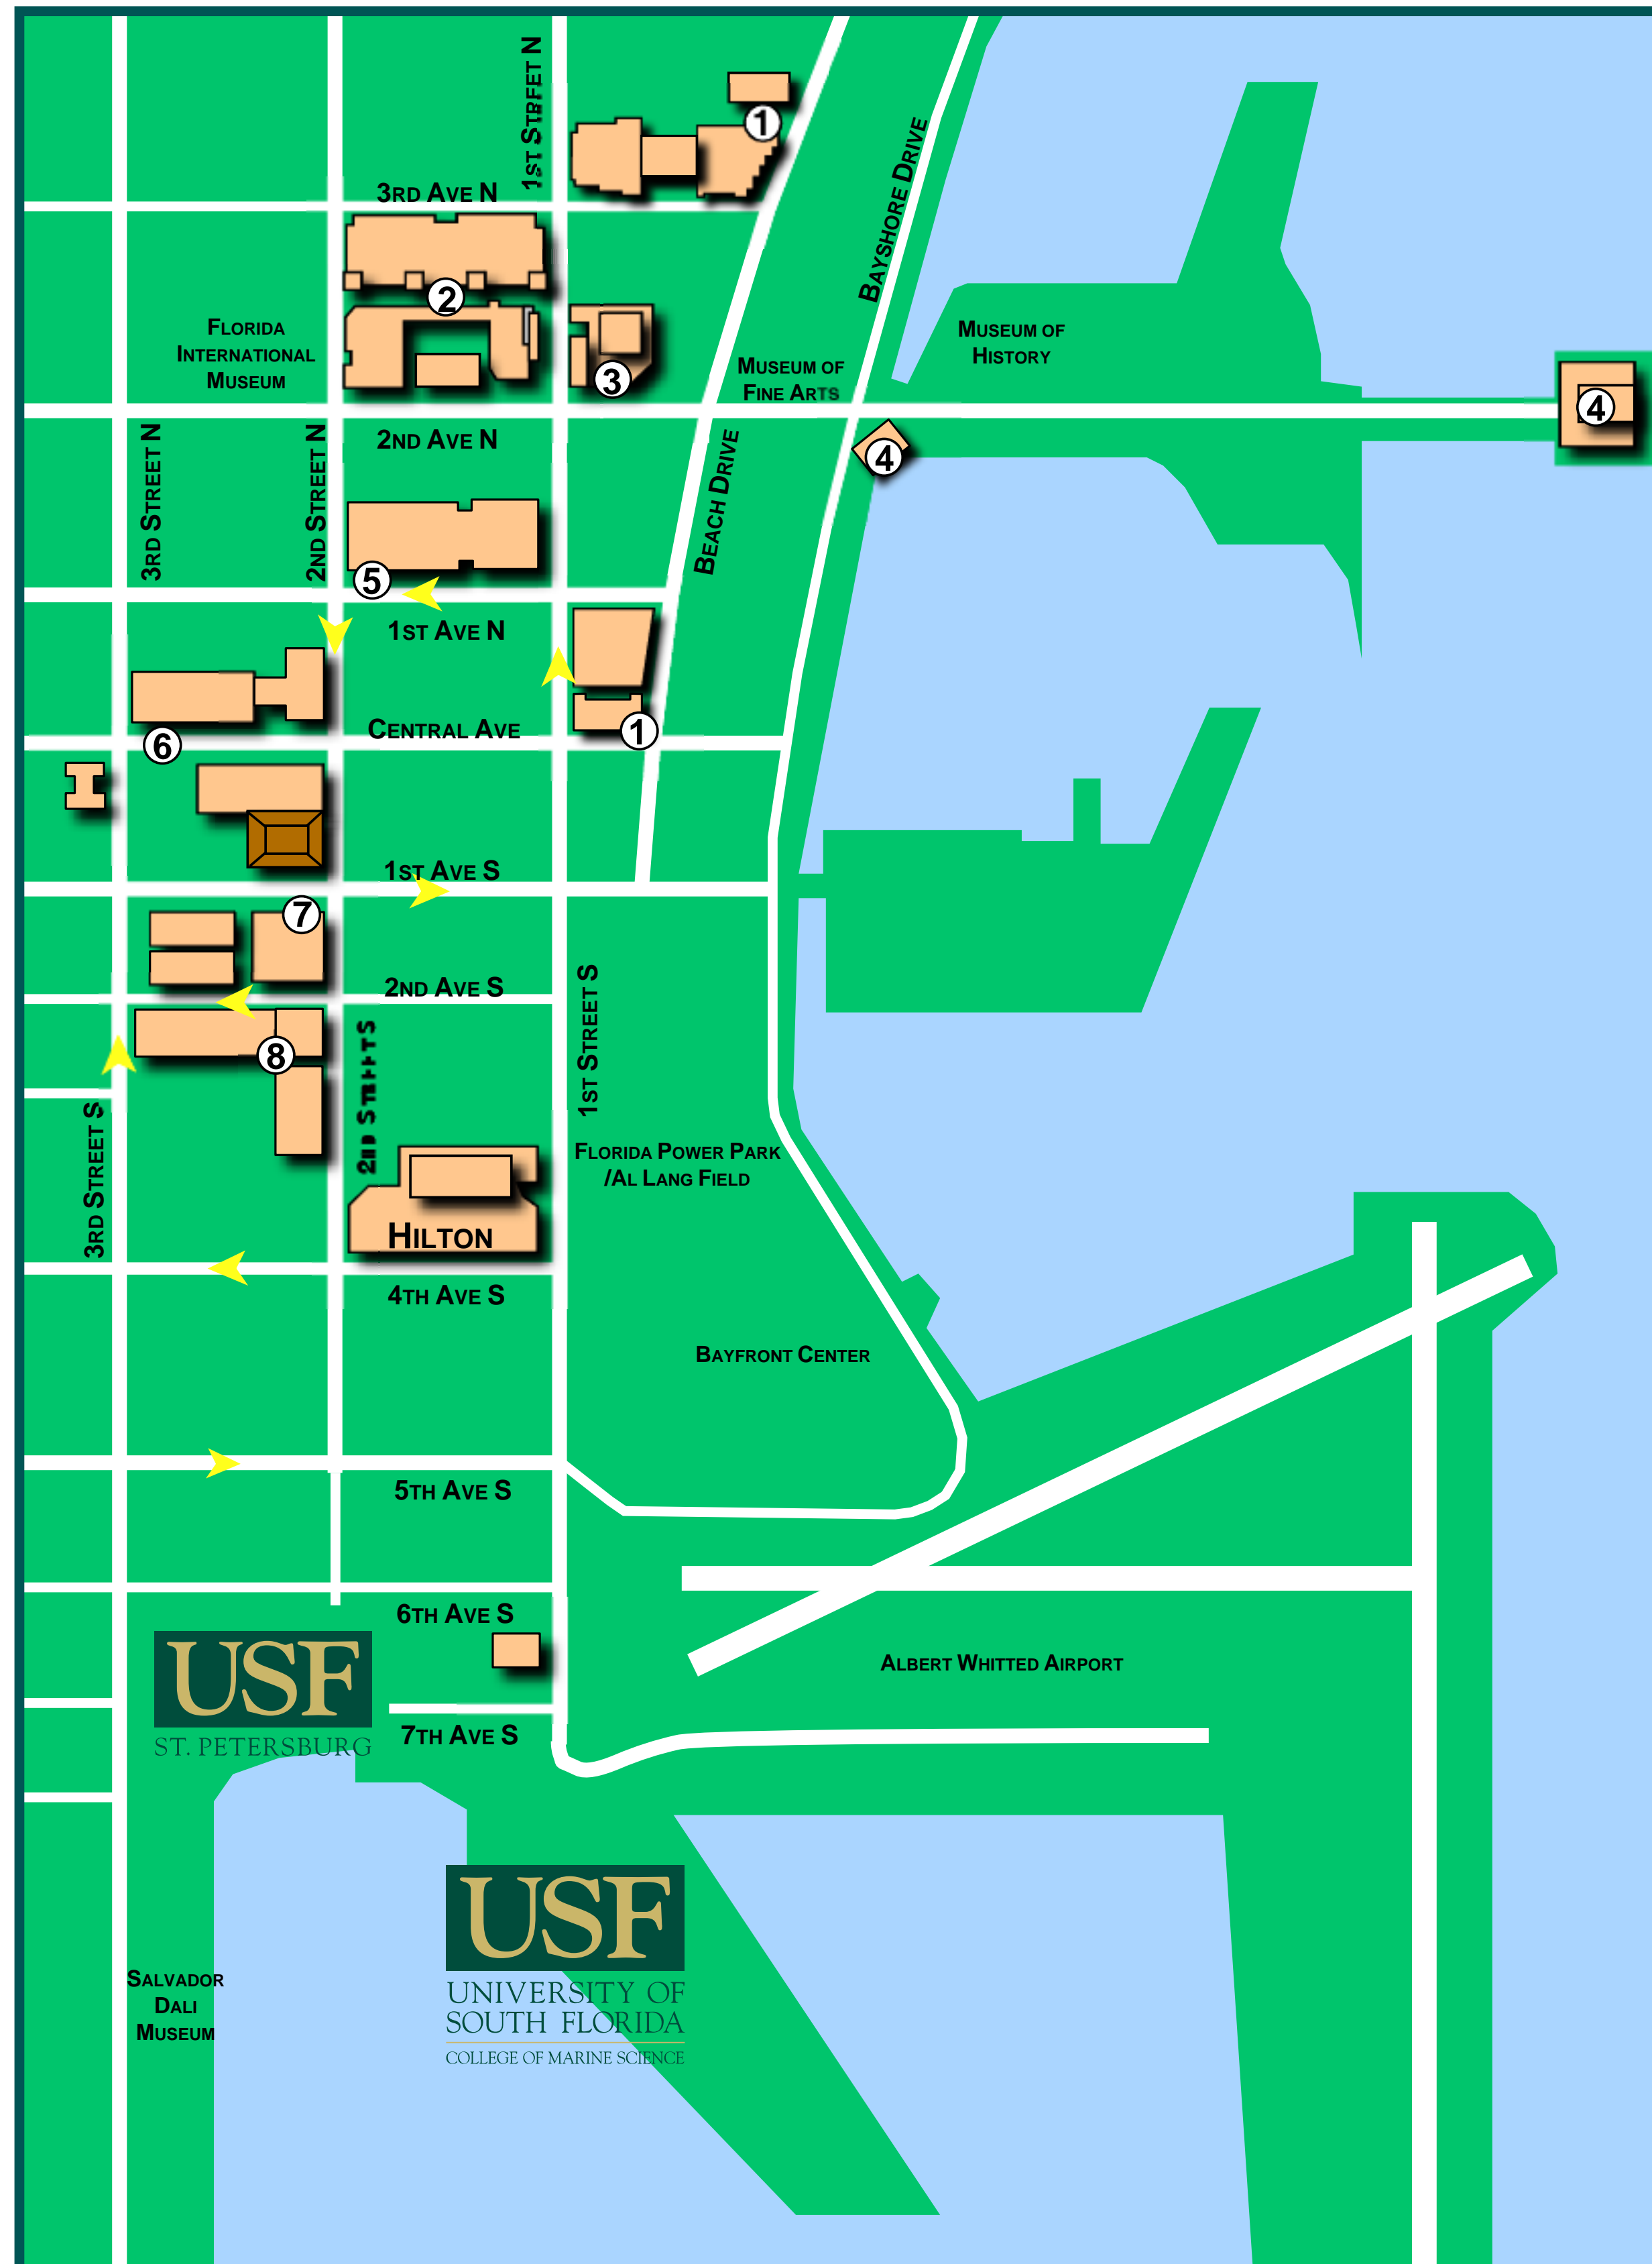 1st Street N
1
3rd Ave N
Bayshore Drive
2
Florida
International
Museum
Museum of
History
Museum of
Fine Arts
3
4
4
2nd Ave N
3rd Street N
2nd Street N
Beach Drive
5
1st Ave N
Central Ave
1
6
1st Ave S
7
2nd Ave S
1st Street S
2nd Street S
8
3rd Street S
Florida Power Park
/Al Lang Field
Hilton
4th Ave S
Bayfront Center
5th Ave S
6th Ave S
USF
ST. PETERSBURG
Albert Whitted Airport
7th Ave S
USF
UNIVERSITY OF
SOUTH FLORIDA
COLLEGE OF MARINE SCIENCE
Salvador
Dali
Museum